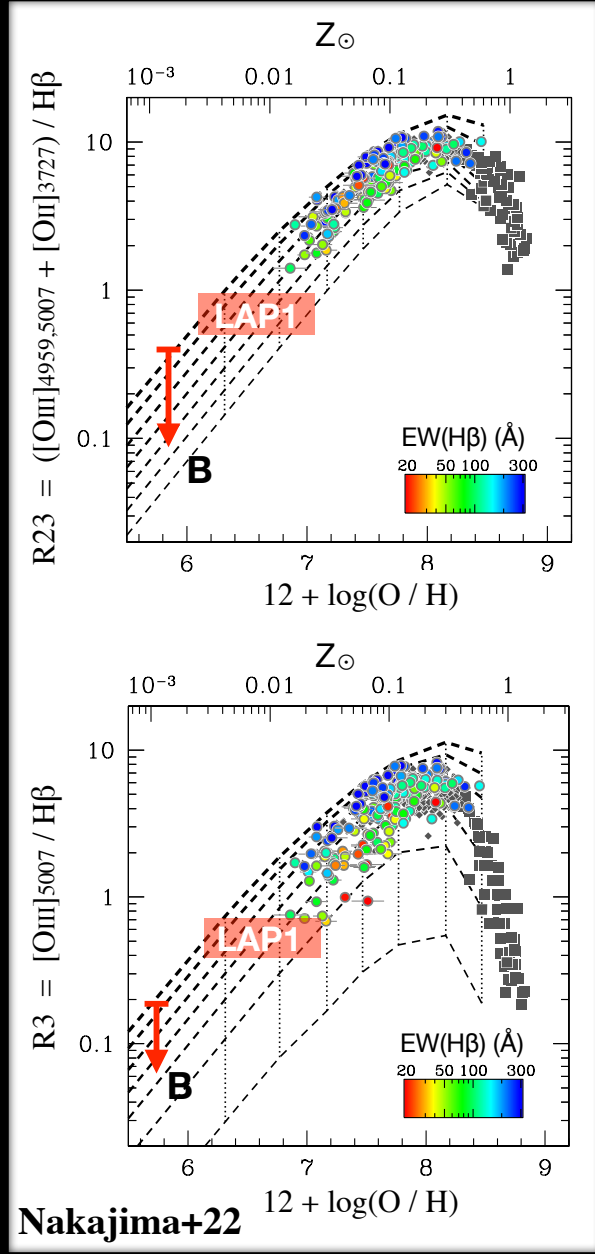 Z☉
10⁻³ 0.01 0.1 1
R23 = ([OIII]4959,5007 + [OII]3727) / Hβ
10
1
0.1
LAP1
B
EW(Hβ) (Å)
20 50 100 300
6 7 8 9
12 + log(O / H)
Z☉
10⁻³ 0.01 0.1 1
R3 = [OIII]5007 / Hβ
10
1
0.1
LAP1
B
EW(Hβ) (Å)
20 50 100 300
6 7 8 9
12 + log(O / H)
Nakajima+22